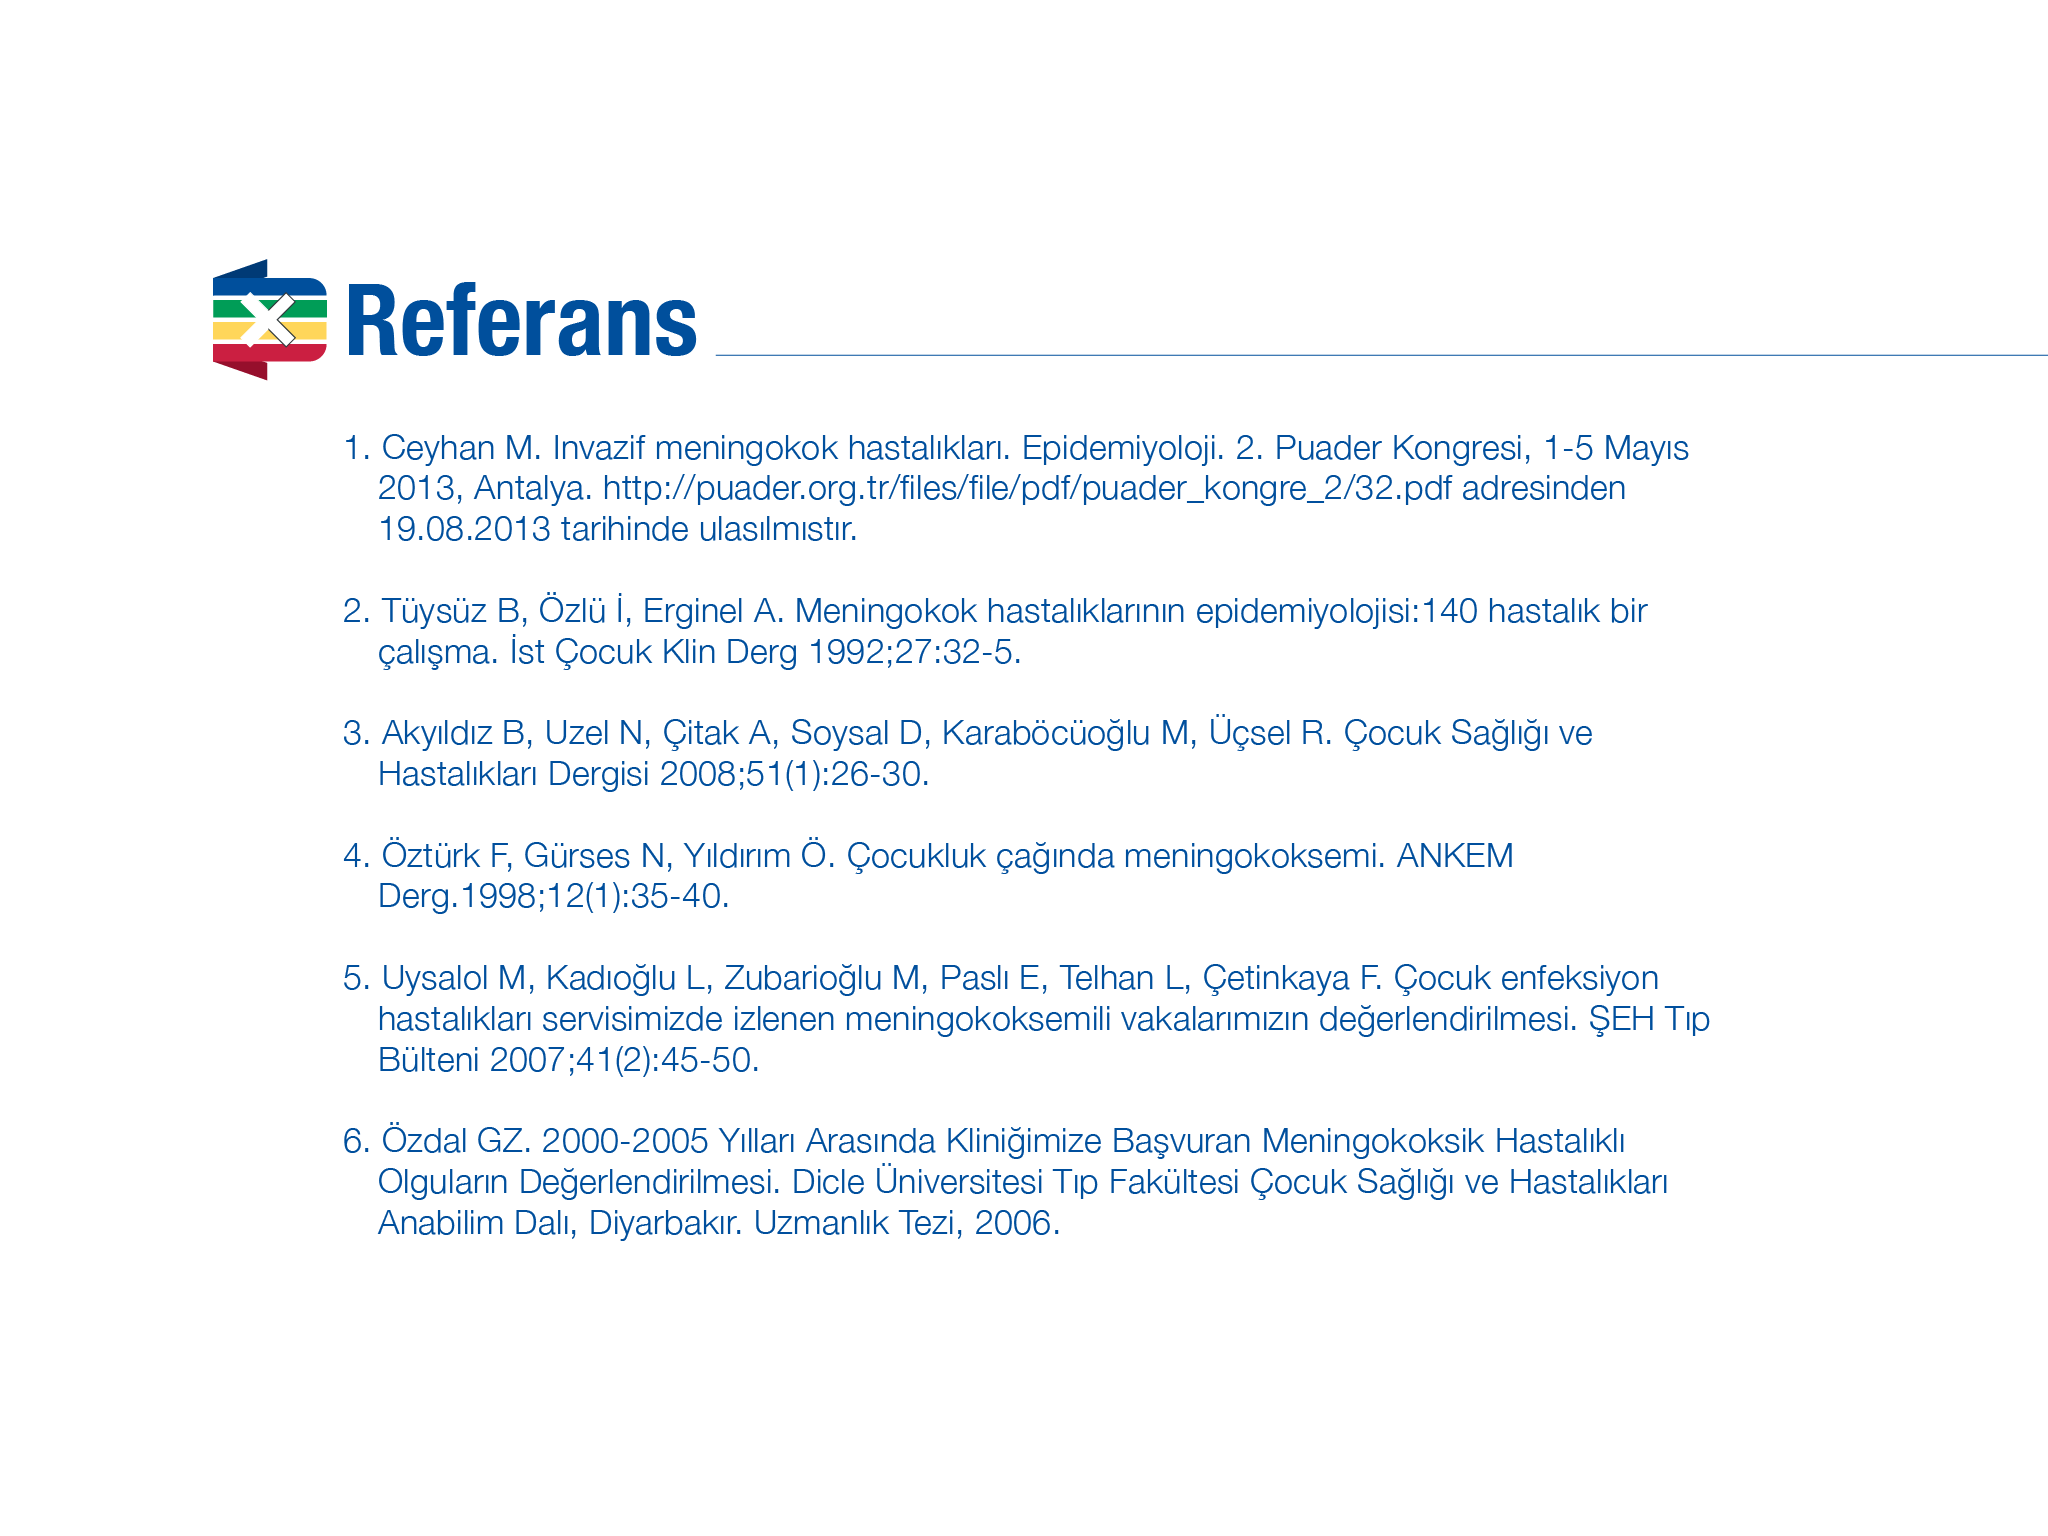 Referans
1. Ceyhan M. Invazif meningokok hastalıkları. Epidemiyoloji. 2. Puader Kongresi, 1-5 Mayıs
2013, Antalya. http://puader.org.tr/files/file/pdf/puader_kongre_2/32.pdf adresinden
19.08.2013 tarihinde ulasılmıstır.
2. Tüysüz B, Özlü İ, Erginel A. Meningokok hastalıklarının epidemiyolojisi:140 hastalık bir
çalışma. İst Çocuk Klin Derg 1992;27:32-5.
3. Akyıldız B, Uzel N, Çitak A, Soysal D, Karaböcüoğlu M, Üçsel R. Çocuk Sağlığı ve
Hastalıkları Dergisi 2008;51(1):26-30.
4. Öztürk F, Gürses N, Yıldırım Ö. Çocukluk çağında meningokoksemi. ANKEM
Derg.1998;12(1):35-40.
5. Uysalol M, Kadıoğlu L, Zubarioğlu M, Paslı E, Telhan L, Çetinkaya F. Çocuk enfeksiyon
hastalıkları servisimizde izlenen meningokoksemili vakalarımızın değerlendirilmesi. ŞEH Tıp
Bülteni 2007;41(2):45-50.
6. Özdal GZ. 2000-2005 Yılları Arasında Kliniğimize Başvuran Meningokoksik Hastalıklı
Olguların Değerlendirilmesi. Dicle Üniversitesi Tıp Fakültesi Çocuk Sağlığı ve Hastalıkları
Anabilim Dalı, Diyarbakır. Uzmanlık Tezi, 2006.